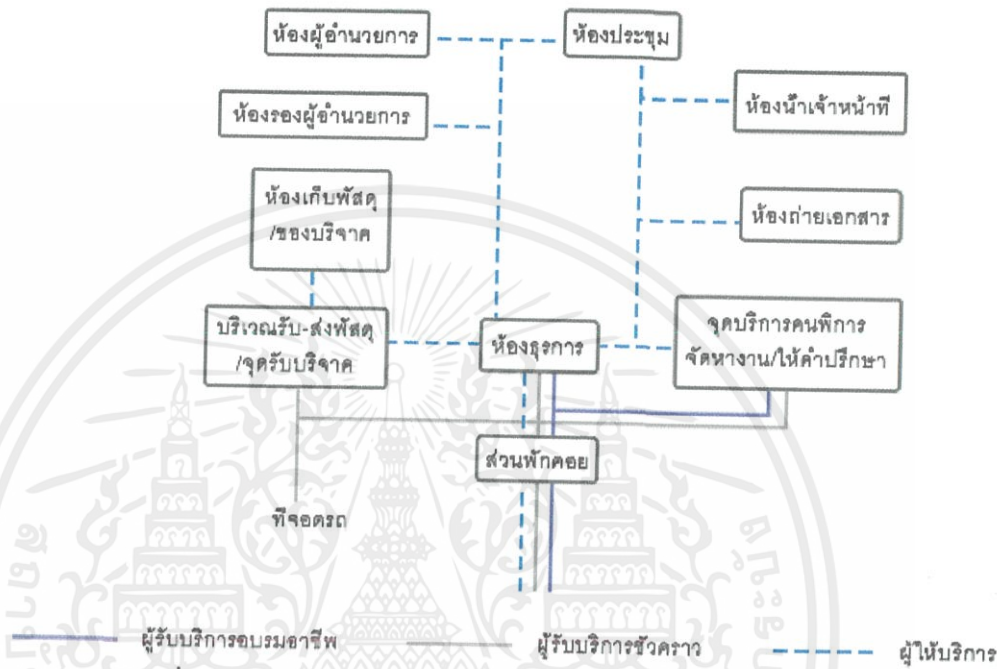 ห้องผู้อำนวยการ
ห้องประชุม
ห้องรองผู้อำนวยการ
ห้องน้ำเจ้าหน้าที่
ห้องเก็บพัสดุ
/ของบริจาค
ห้องถ่ายเอกสาร
บริเวณรับ-ส่งพัสดุ
/จุดรับบริจาค
ห้องธุรการ
จุดบริการคนพิการ
จัดหางาน/ให้คำปรึกษา
ส่วนพักคอย
ที่จอดรถ
ผู้รับบริการอบรมอาชีพ
ผู้รับบริการชั่วคราว
ผู้ให้บริการ